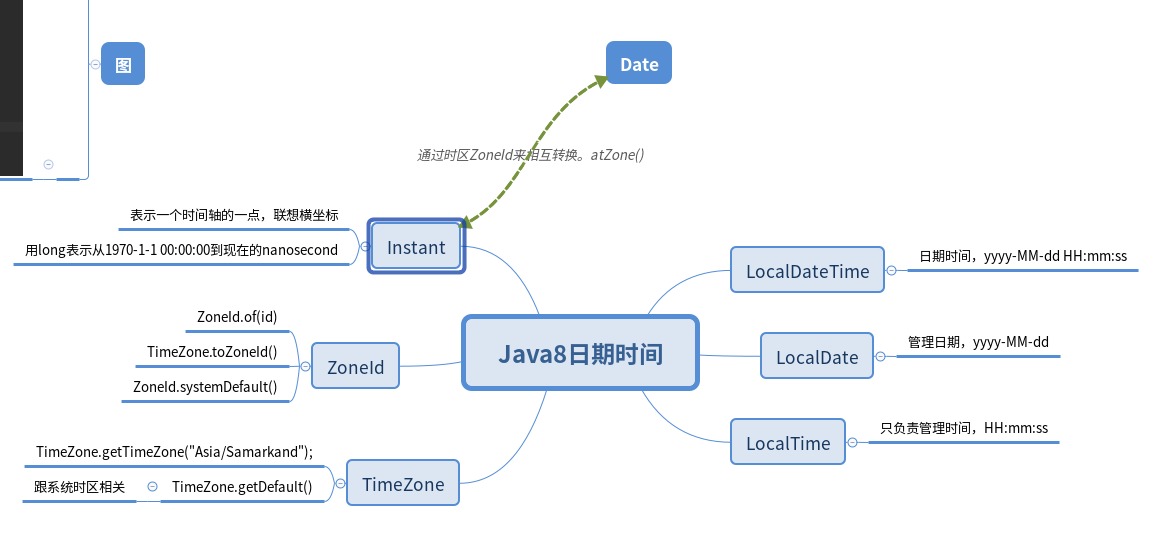 图
Date
通过时区ZoneId来相互转换。atZone()
表示一个时间轴的一点，联想横坐标
用long表示从1970-1-1 00:00:00到现在的nanosecond
Instant
LocalDateTime
日期时间，yyyy-MM-dd HH:mm:ss
ZoneId.of(id)
TimeZone.toZoneId()
ZoneId.systemDefault()
ZoneId
Java8日期时间
LocalDate
管理日期，yyyy-MM-dd
LocalTime
只负责管理时间，HH:mm:ss
TimeZone.getTimeZone("Asia/Samarkand");
跟系统时区相关
TimeZone.getDefault()
TimeZone